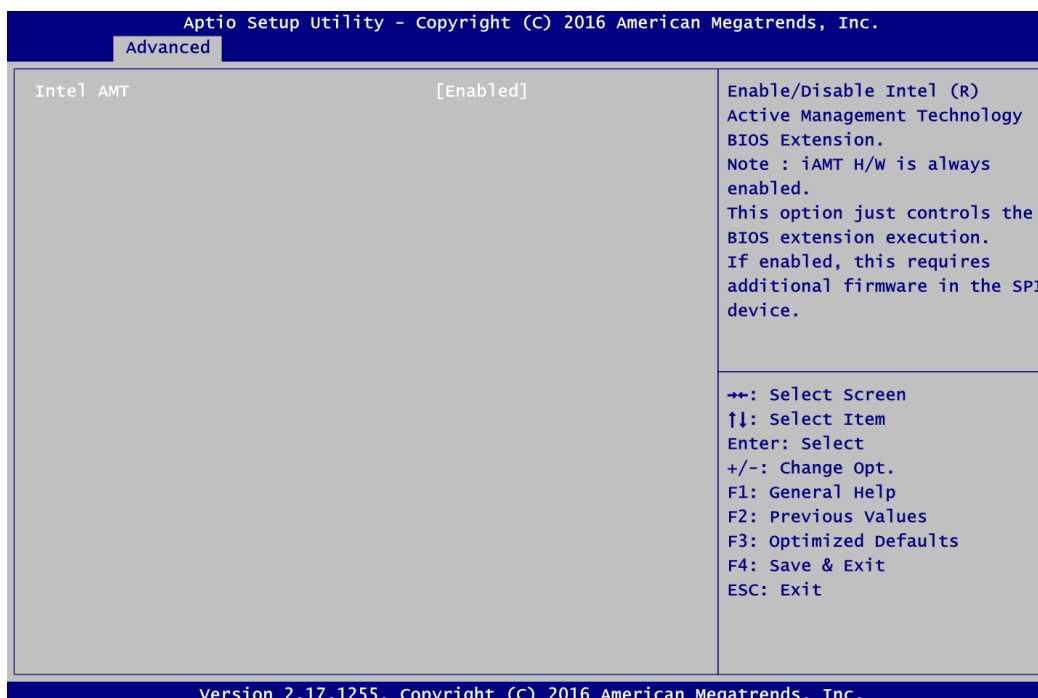 Aptio Setup Utility - Copyright (C) 2016 American Megatrends, Inc.
Advanced
Intel AMT [Enabled]
Enable/Disable Intel (R)
Active Management Technology
BIOS Extension.
Note : iAMT H/W is always
enabled.
This option just controls the
BIOS extension execution.
If enabled, this requires
additional firmware in the SPI
device.
→←: Select Screen
↑↓: Select Item
Enter: Select
+/-: Change Opt.
F1: General Help
F2: Previous Values
F3: Optimized Defaults
F4: Save & Exit
ESC: Exit
Version 2.17.1255. Copyright (C) 2016 American Megatrends, Inc.